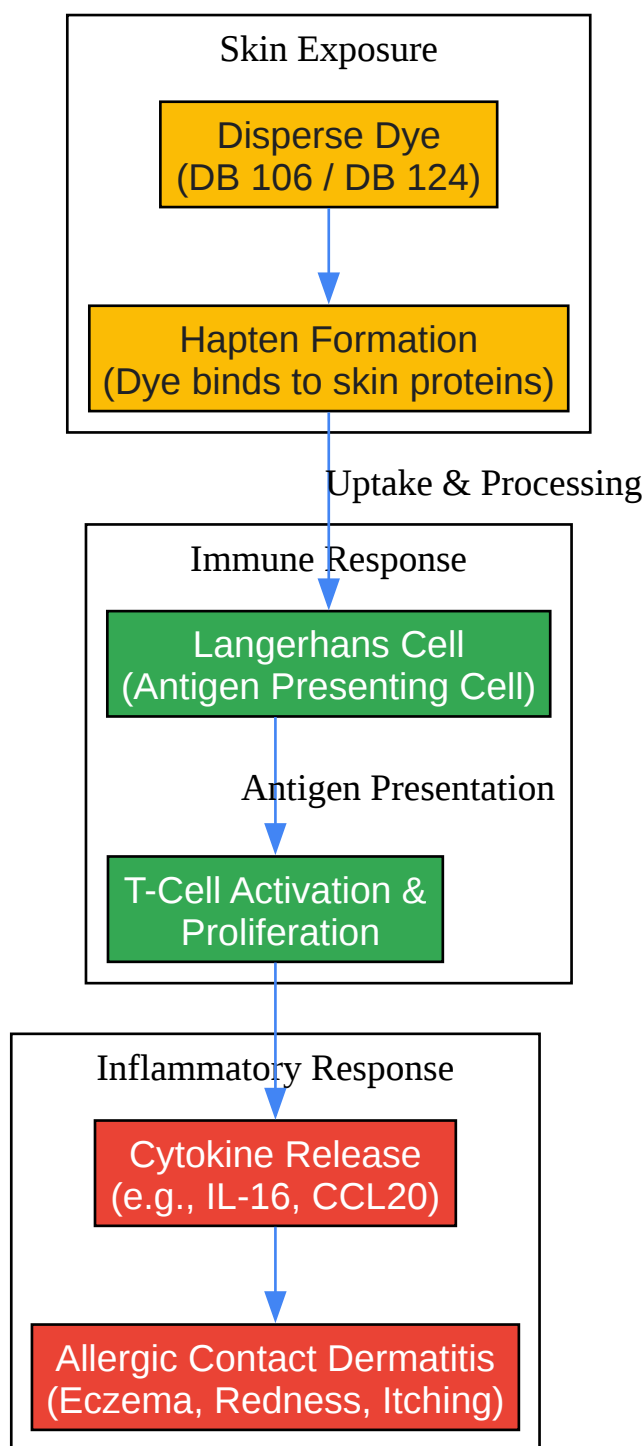 Skin Exposure
Disperse Dye
(DB 106 / DB 124)
Hapten Formation
(Dye binds to skin proteins)
Uptake & Processing
Immune Response
Langerhans Cell
(Antigen Presenting Cell)
Antigen Presentation
T-Cell Activation &
Proliferation
Inflammatory Response
Cytokine Release
(e.g., IL-16, CCL20)
Allergic Contact Dermatitis
(Eczema, Redness, Itching)